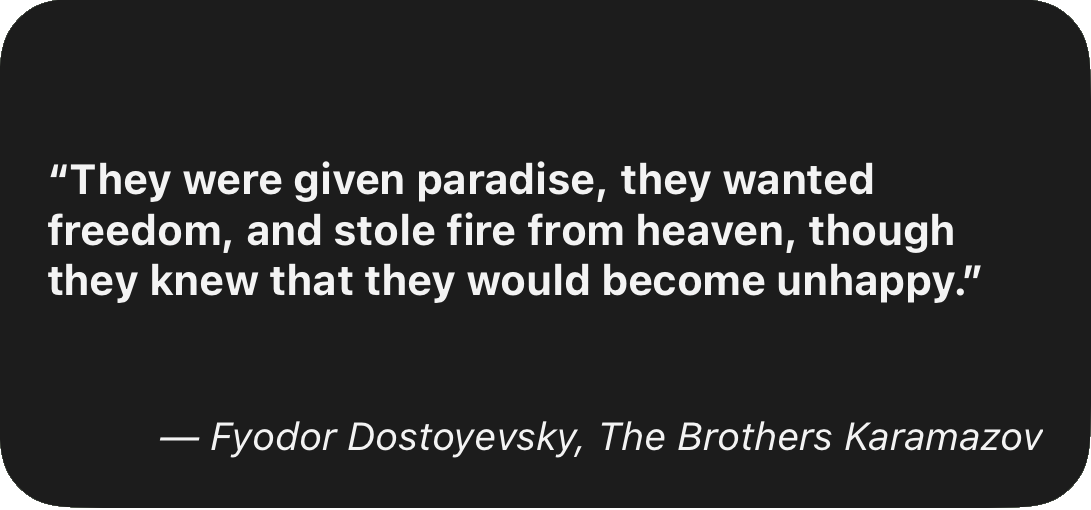 “They were given paradise, they wanted
freedom, and stole fire from heaven, though
they knew that they would become unhappy.”
— Fyodor Dostoyevsky, The Brothers Karamazov